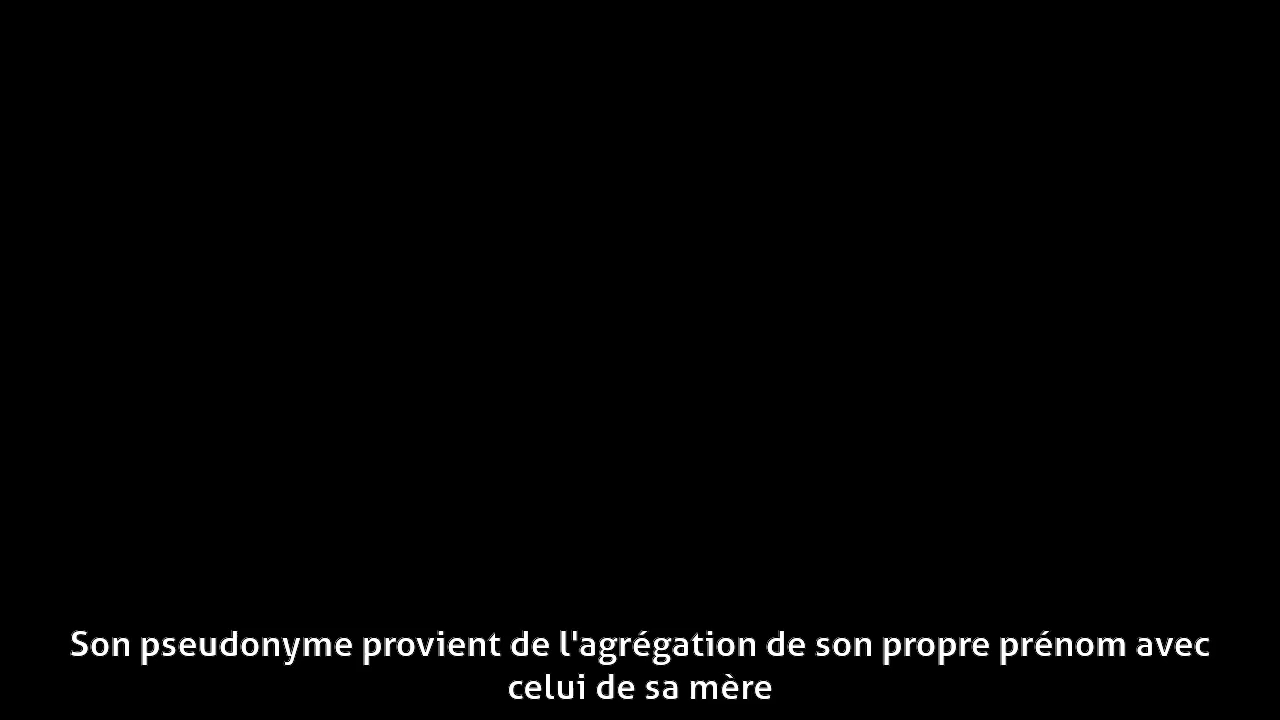 Son pseudonyme provient de l'agrégation de son propre prénom avec
celui de sa mère